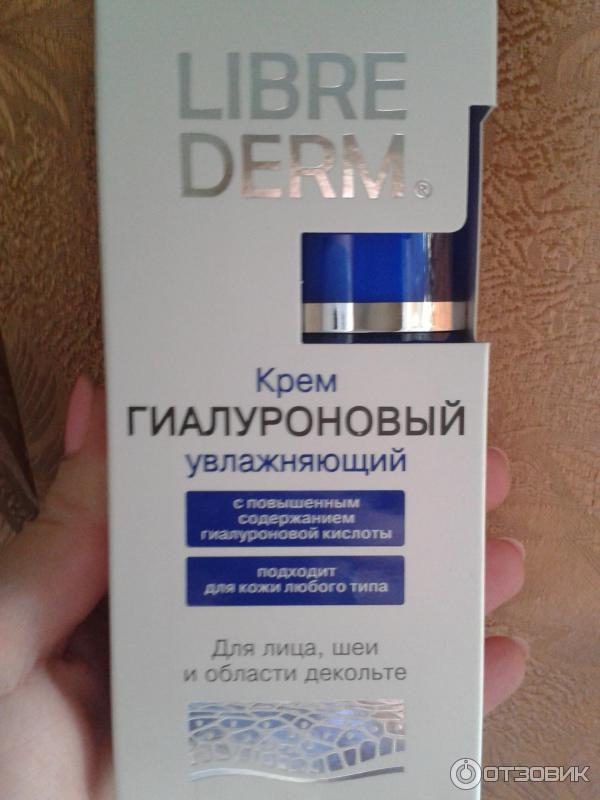 LIBRE
DERM®
Крем
ГИАЛУРОНОВЫЙ
увлажняющий
с повышенным
содержанием
гиалуроновой кислоты
подходит
для кожи любого типа
Для лица, шеи
и области декольте
ОТЗОВИК